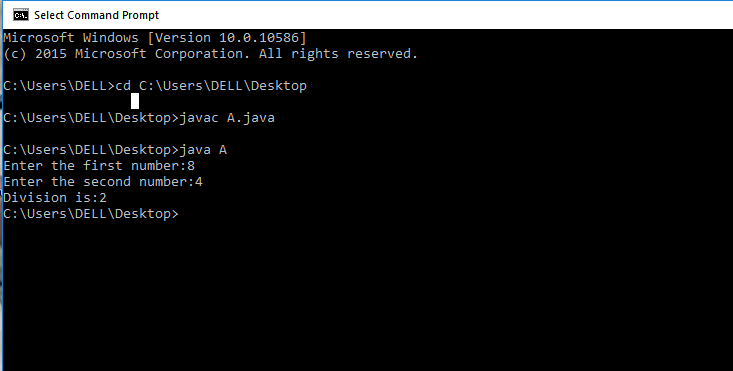 Select Command Prompt
Microsoft Windows [Version 10.0.10586]
(c) 2015 Microsoft Corporation. All rights reserved.
C:\Users\DELL>cd C:\Users\DELL\Desktop
C:\Users\DELL\Desktop>javac A.java
C:\Users\DELL\Desktop>java A
Enter the first number:8
Enter the second number:4
Division is:2
C:\Users\DELL\Desktop>